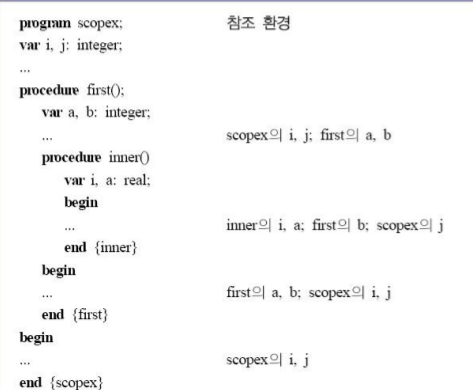 program scopex; 참조 환경
var i, j: integer;
...
procedure first();
var a, b: integer;
... scopex의 i, j; first의 a, b
procedure inner()
var i, a: real;
begin
... inner의 i, a; first의 b; scopex의 j
end {inner}
begin
... first의 a, b; scopex의 i, j
end {first}
begin
... scopex의 i, j
end {scopex}